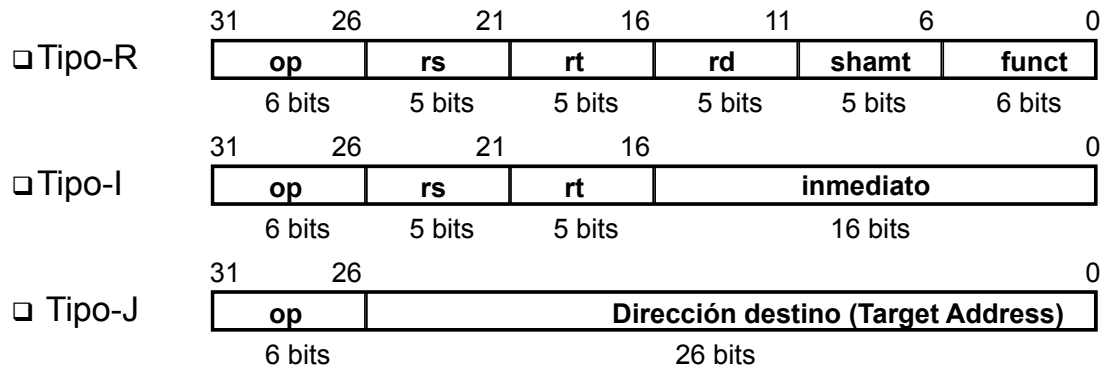 31 26 21 16 11 6 0
❑Tipo-R op rs rt rd shamt funct
6 bits 5 bits 5 bits 5 bits 5 bits 6 bits
31 26 21 16 0
❑Tipo-I op rs rt inmediato
6 bits 5 bits 5 bits 16 bits
31 26 0
❑ Tipo-J op Dirección destino (Target Address)
6 bits 26 bits